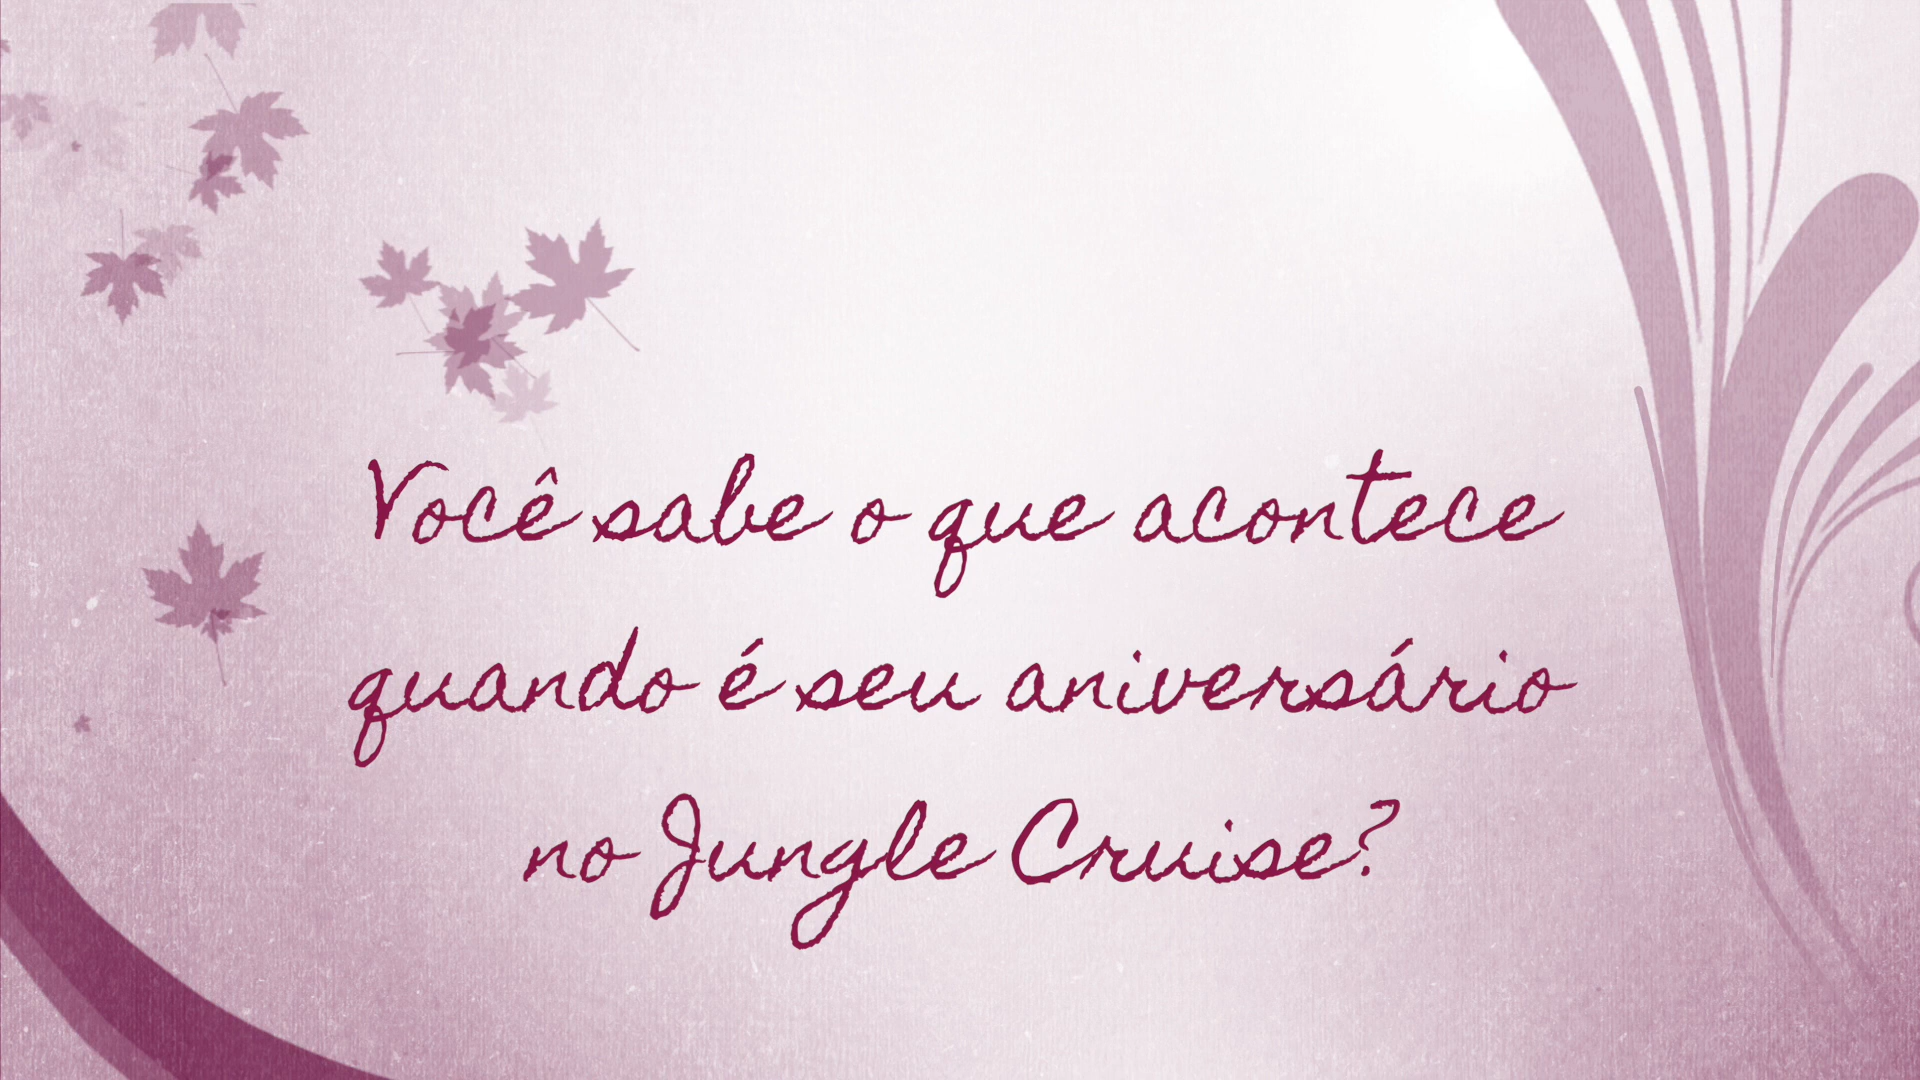 Você sabe o que acontece
quando é seu aniversário
no Jungle Cruise?